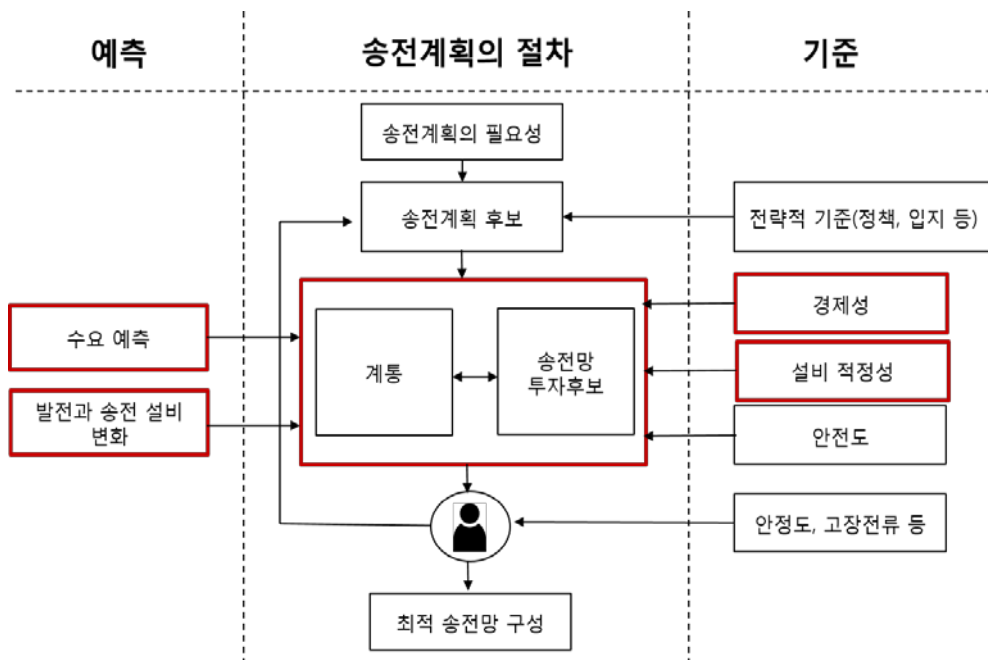 예측
송전계획의 절차
기준
송전계획의 필요성
송전계획 후보
전략적 기준(정책, 입지 등)
수요 예측
발전과 송전 설비
변화
계통
송전망
투자후보
경제성
설비 적정성
안전도
안정도, 고장전류 등
최적 송전망 구성